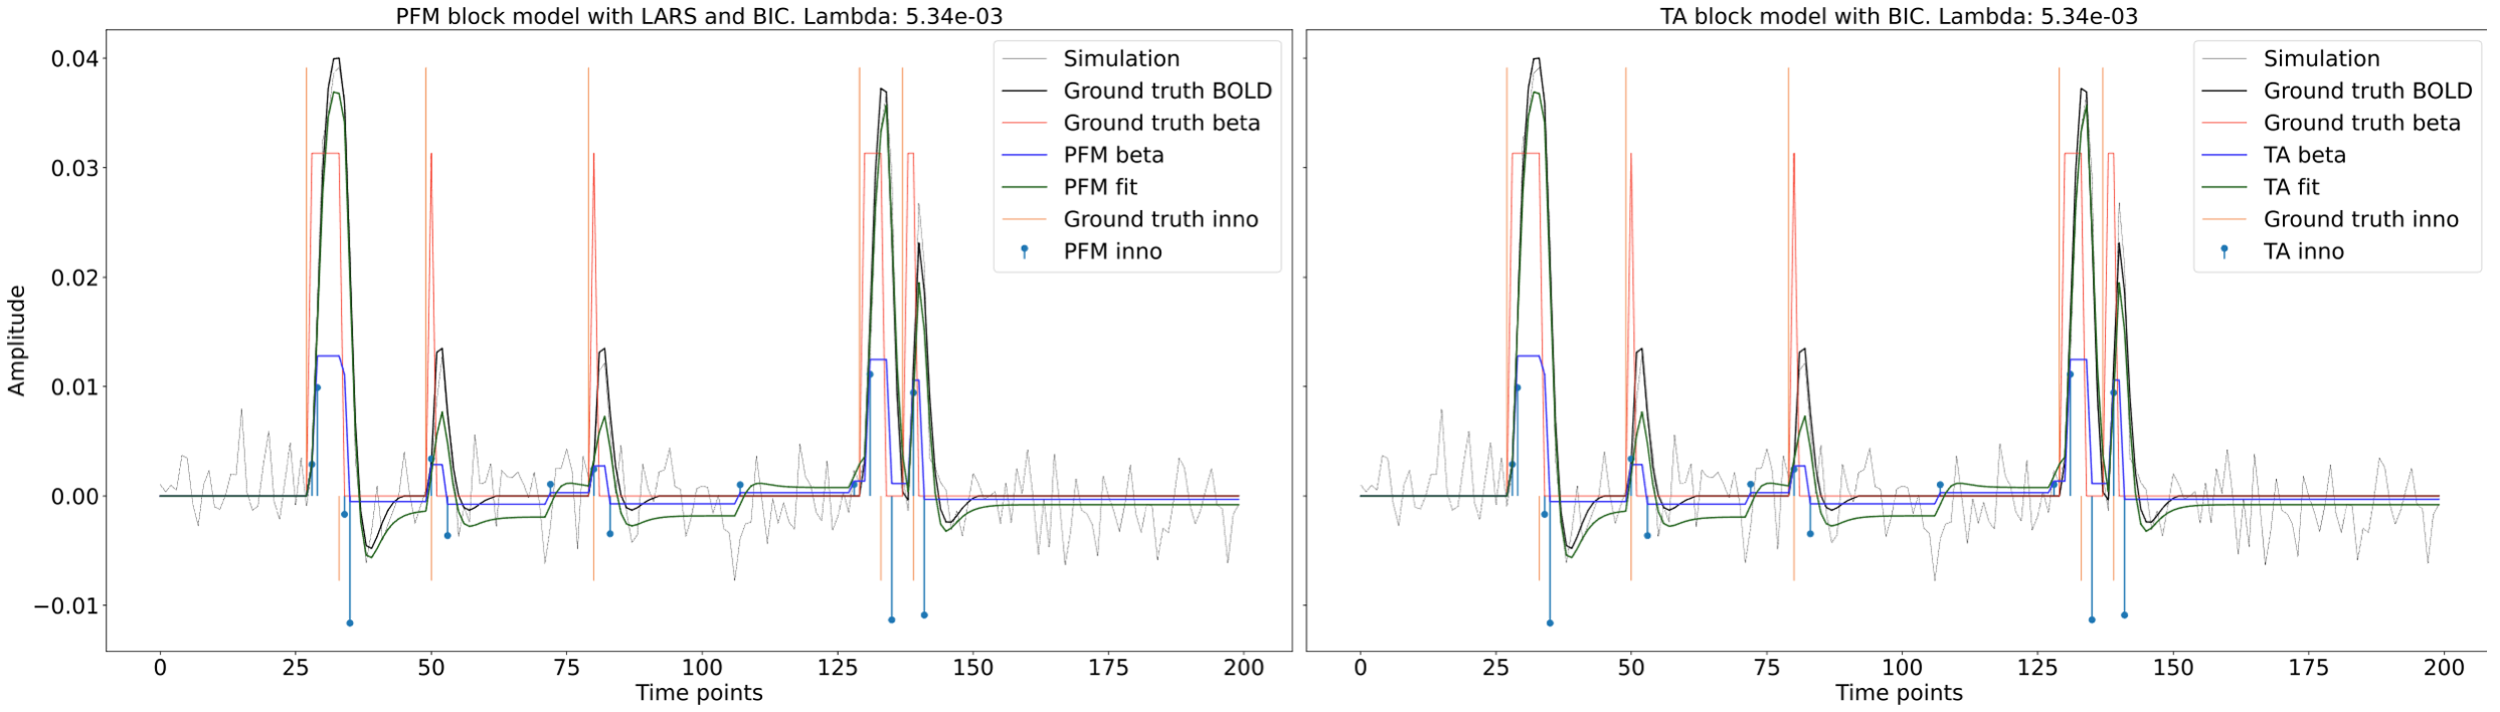 PFM block model with LARS and BIC. Lambda: 5.34e-03
Amplitude
0.04
0.03
0.02
0.01
0.00
−0.01
Simulation
Ground truth BOLD
Ground truth beta
PFM beta
PFM fit
Ground truth inno
PFM inno
0 25 50 75 100 125 150 175 200
Time points
TA block model with BIC. Lambda: 5.34e-03
Simulation
Ground truth BOLD
Ground truth beta
TA beta
TA fit
Ground truth inno
TA inno
0 25 50 75 100 125 150 175 200
Time points